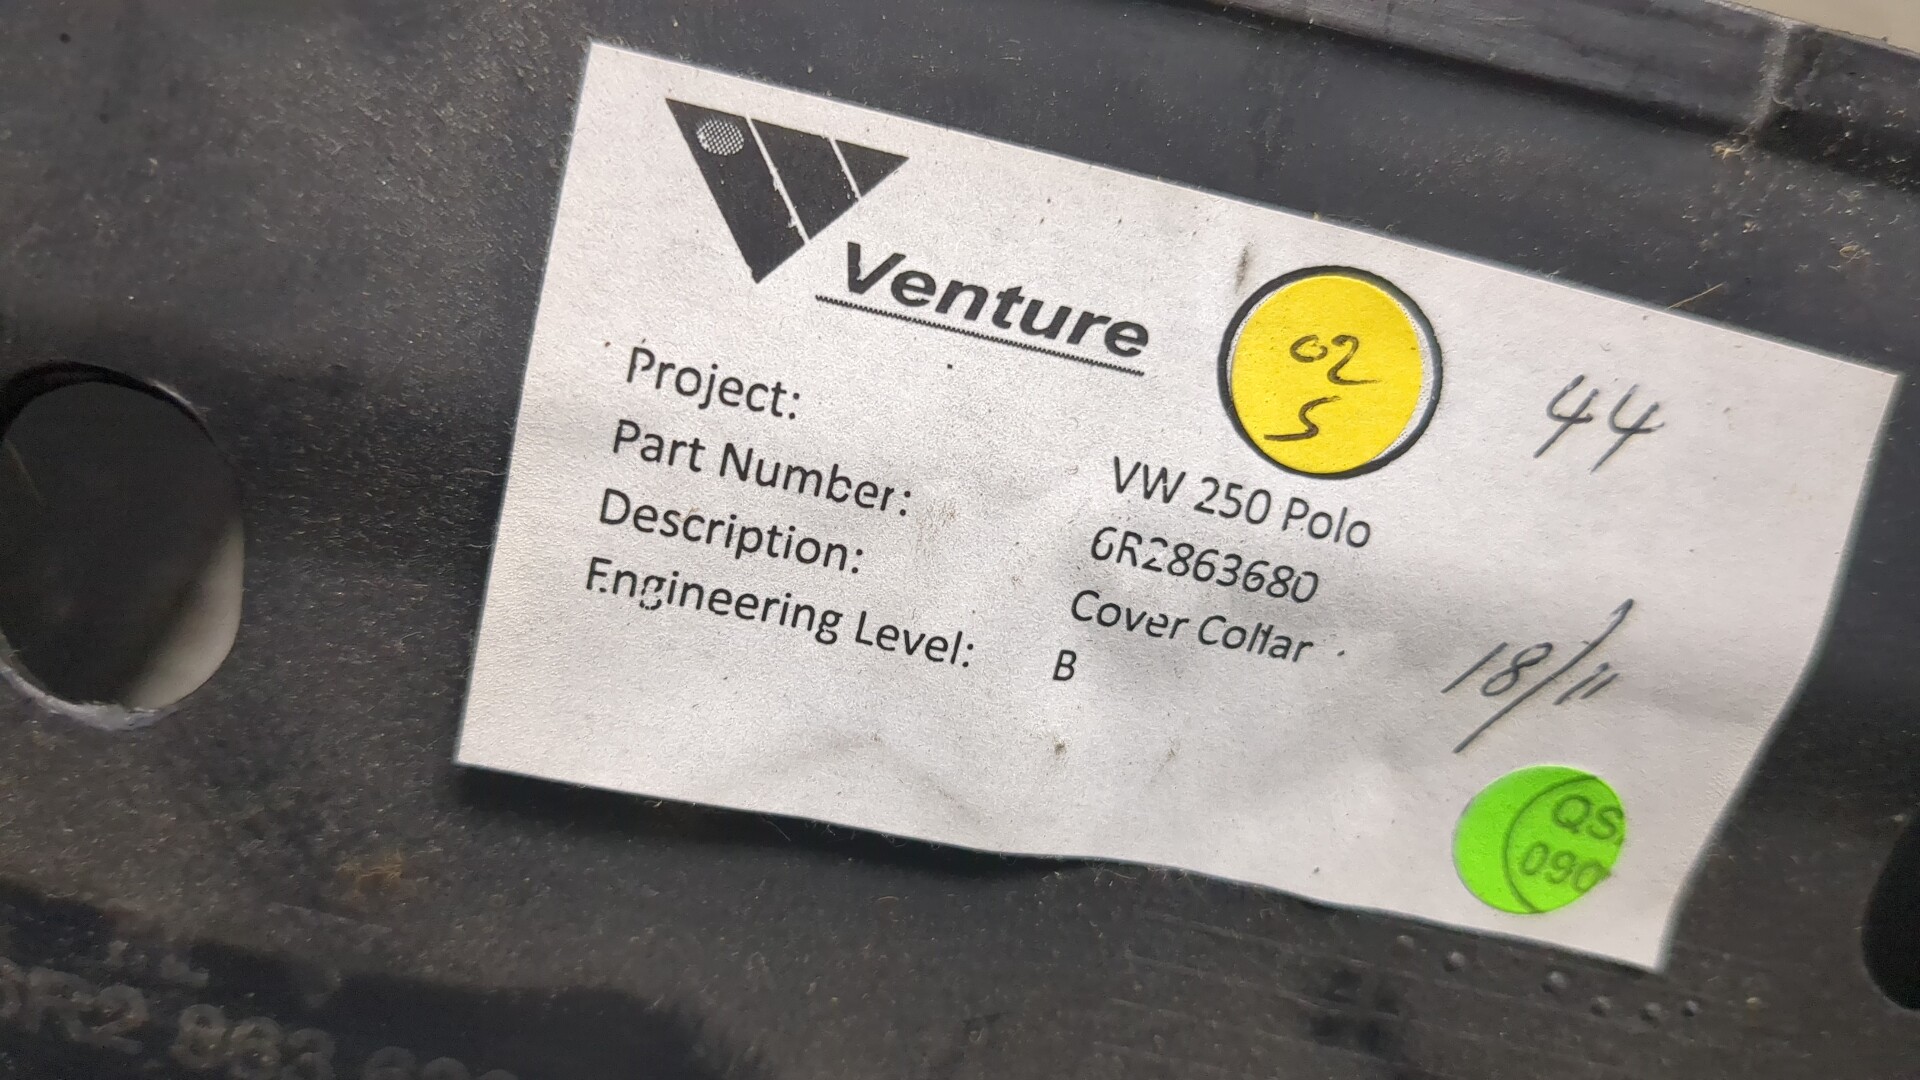 Venture
02
S
44
Project: VW 250 Polo
Part Number: 6R2863680
Description: Cover Collar
Engineering Level: B
18/11
QS
090